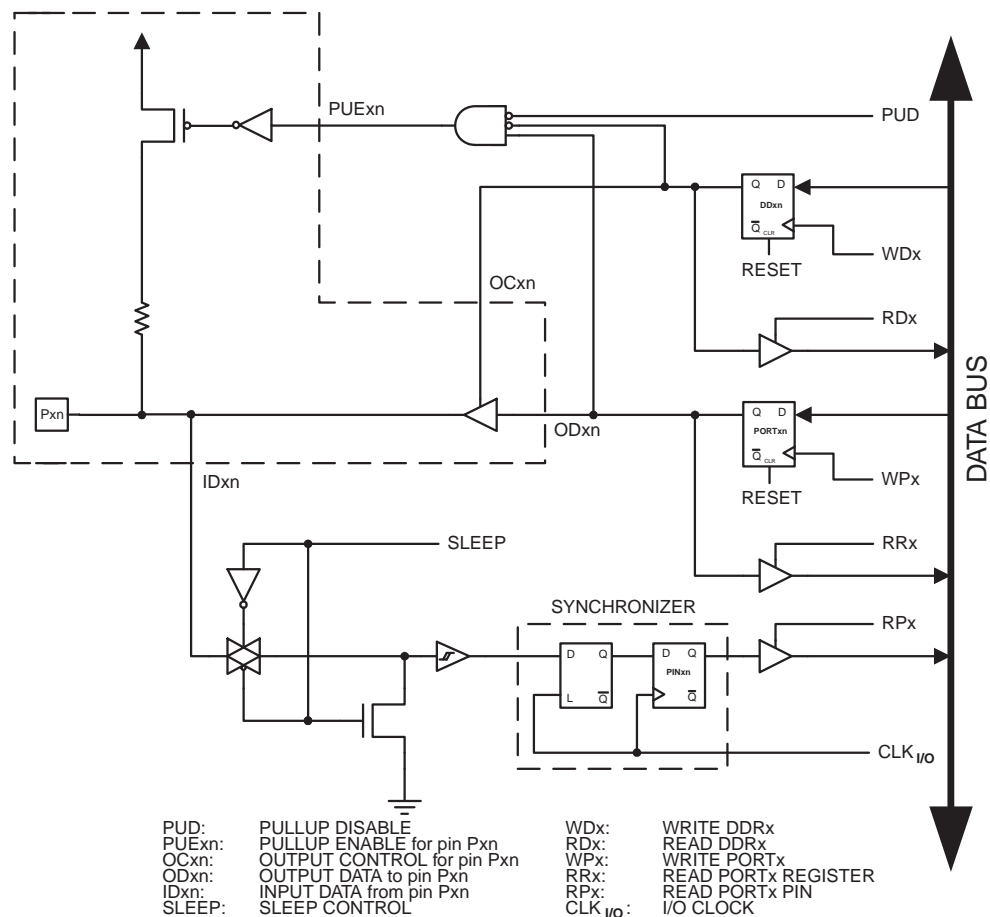 PUExn
PUD
Q D
DDxn
Q CLR
WDx
RESET
OCxn
RDx
Pxn
ODxn
Q D
PORTxn
Q CLR
WPx
RESET
IDxn
SLEEP
RRx
SYNCHRONIZER
RPx
D Q
L Q
D Q
PINxn
Q
CLK I/O
DATA BUS
PUD: PULLUP DISABLE
PUExn: PULLUP ENABLE for pin Pxn
OCxn: OUTPUT CONTROL for pin Pxn
ODxn: OUTPUT DATA to pin Pxn
IDxn: INPUT DATA from pin Pxn
SLEEP: SLEEP CONTROL
WDx: WRITE DDRx
RDx: READ DDRx
WPx: WRITE PORTx
RRx: READ PORTx REGISTER
RPx: READ PORTx PIN
CLK I/O: I/O CLOCK